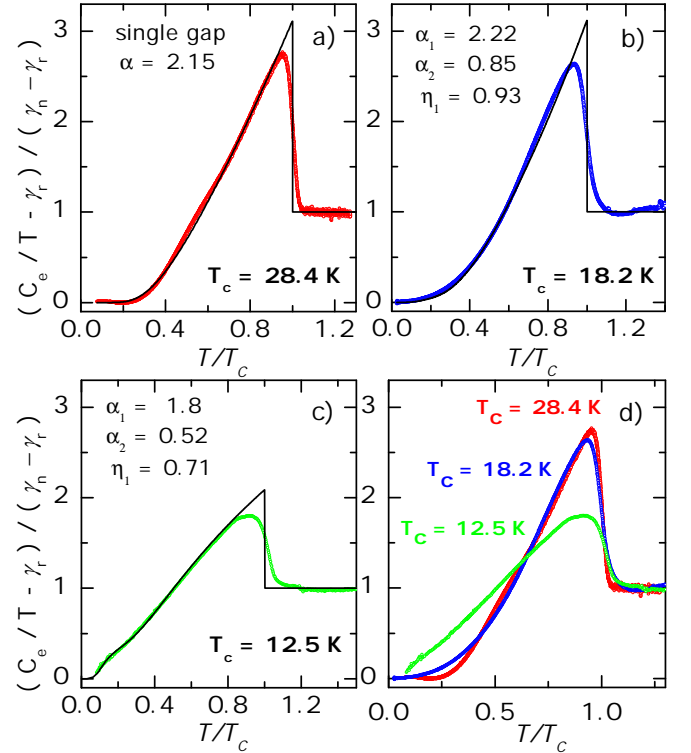 ( C_e / T - γ_r ) / ( γ_n – γ_r )
3
2
1
0
single gap
α = 2.15
a)
T_c = 28.4 K
0.0 0.4 0.8 1.2
T/T_C
3
2
1
0
α_1 = 2.22
α_2 = 0.85
η_1 = 0.93
b)
T_c = 18.2 K
0.0 0.4 0.8 1.2
T/T_C
( C_e / T - γ_r ) / ( γ_n – γ_r )
3
2
1
0
α_1 = 1.8
α_2 = 0.52
η_1 = 0.71
c)
T_c = 12.5 K
0.0 0.4 0.8 1.2
T/T_C
3
2
1
0
d)
T_C = 28.4 K
T_C = 18.2 K
T_C = 12.5 K
0.0 0.5 1.0
T/T_C